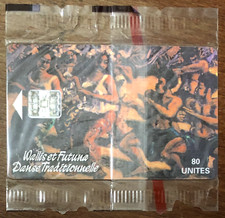 Wallis et Futuna
Danse Traditionnelle
80
UNITES